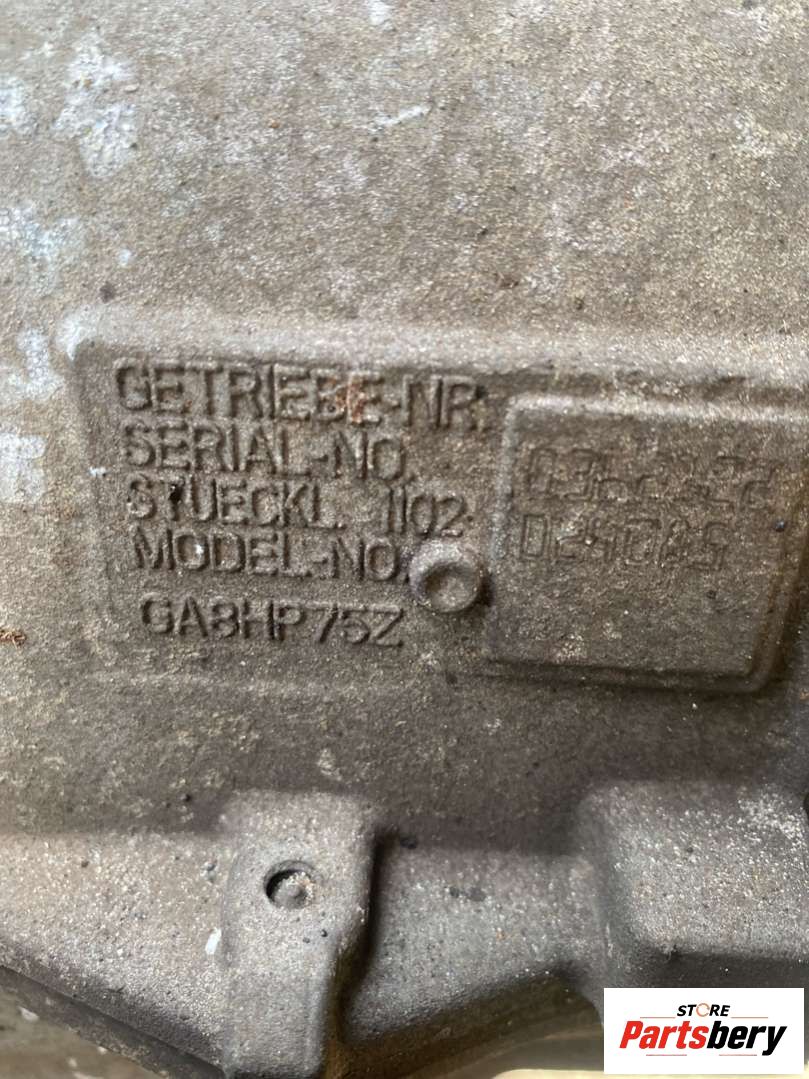 GETRIEBE-NR.
SERIAL-NO.
STUECKL. 1102
MODEL-NO.
GA8HP75Z
STORE
Partsbery